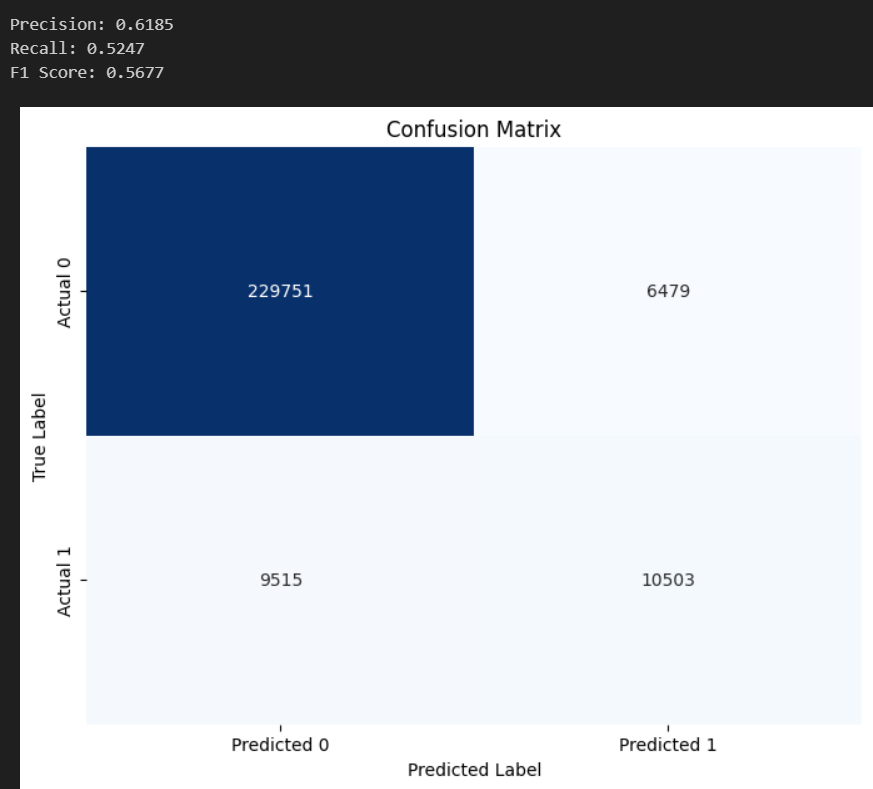 Precision: 0.6185
Recall: 0.5247
F1 Score: 0.5677
Confusion Matrix
True Label
Actual 0
229751 6479
Actual 1
9515 10503
Predicted 0 Predicted 1
Predicted Label